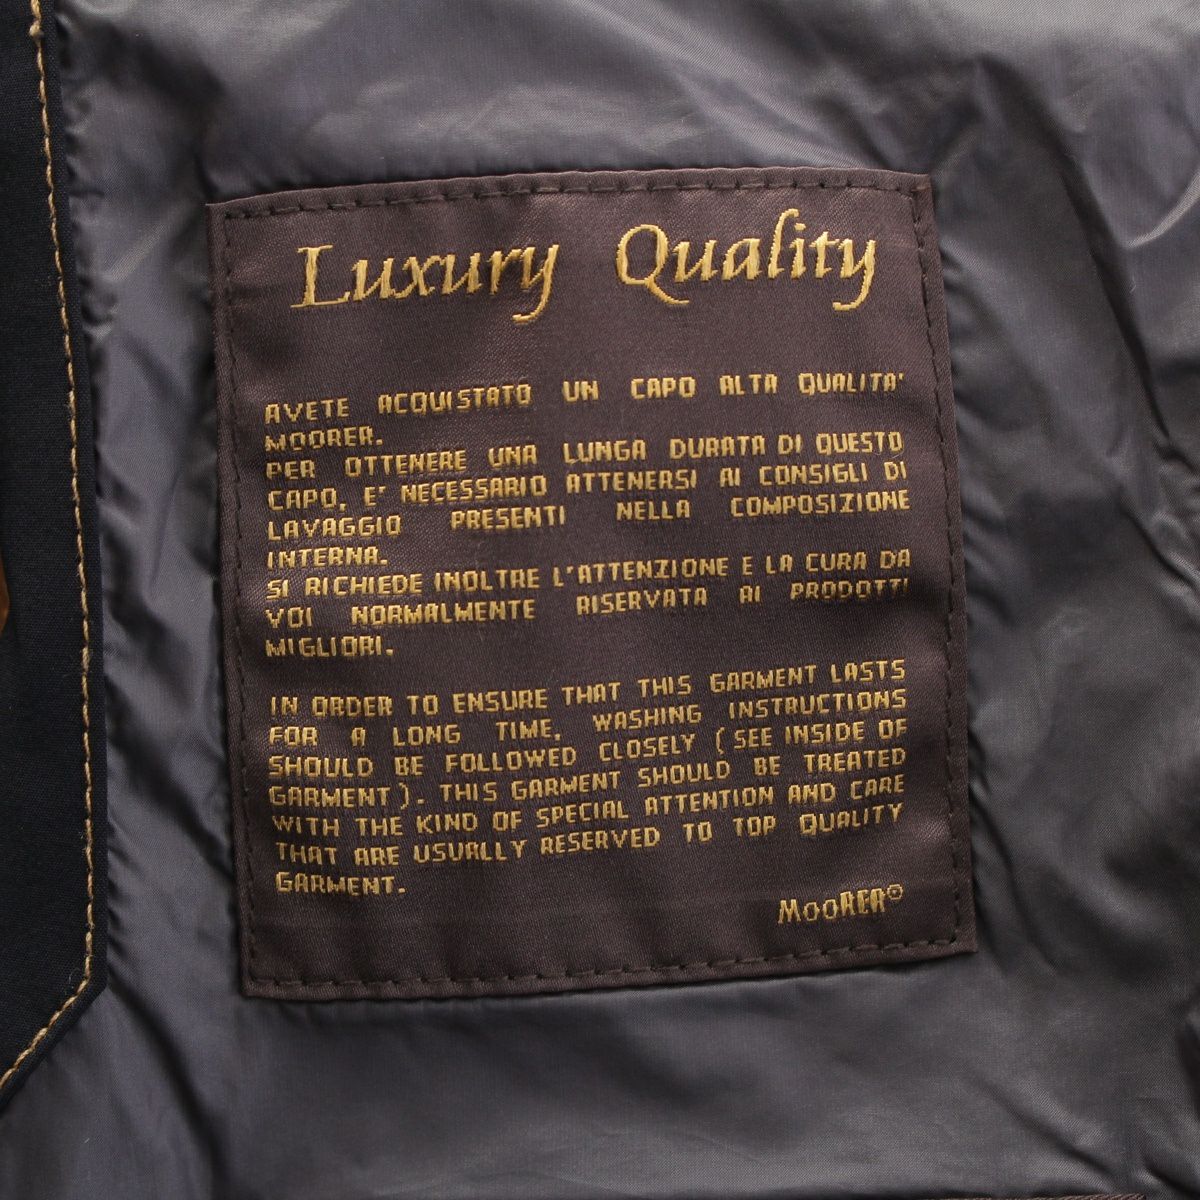 Luxury Quality
AVETE ACQUISTATO UN CAPO ALTA QUALITA'
MOORER.
PER OTTENERE UNA LUNGA DURATA DI QUESTO
CAPO, E' NECESSARIO ATTENERSI AI CONSIGLI DI
LAVAGGIO PRESENTI NELLA COMPOSIZIONE
INTERNA.
SI RICHIEDE INOLTRE L'ATTENZIONE E LA CURA DA
VOI NORMALMENTE RISERVATA AI PRODOTTI
MIGLIORI.
IN ORDER TO ENSURE THAT THIS GARMENT LASTS
FOR A LONG TIME, WASHING INSTRUCTIONS
SHOULD BE FOLLOWED CLOSELY (SEE INSIDE OF
GARMENT). THIS GARMENT SHOULD BE TREATED
WITH THE KIND OF SPECIAL ATTENTION AND CARE
THAT ARE USUALLY RESERVED TO TOP QUALITY
GARMENT.
MOORER©